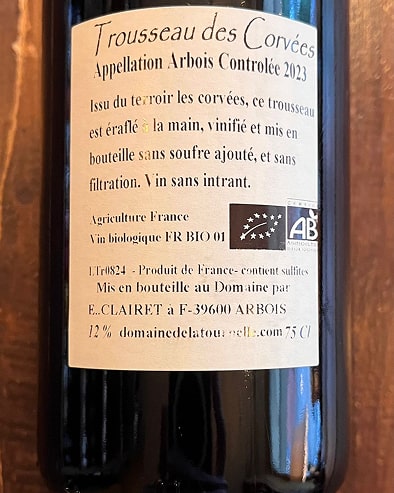 Trousseau des Corvées
Appellation Arbois Controlée 2023
Issu du terroir les corvées, ce trousseau
est éraflé à la main, vinifié et mis en
bouteille sans soufre ajouté, et sans
filtration. Vin sans intrant.
Agriculture France
Vin biologique FR BIO 01
AB
LTr0824 - Produit de France- contient sulfites
Mis en bouteille au Domaine par
E..CLAIRET à F-39600 ARBOIS
12 % domainedelatournelle.com 75 Cl